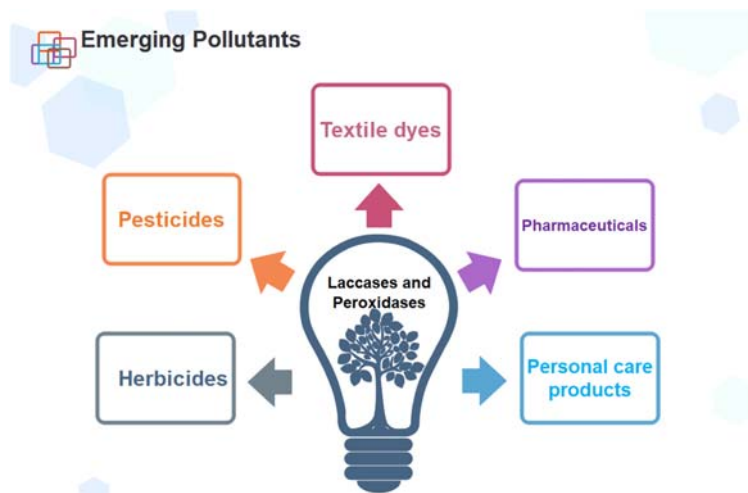 Emerging Pollutants
Textile dyes
Pesticides
Pharmaceuticals
Laccases and
Peroxidases
Herbicides
Personal care
products